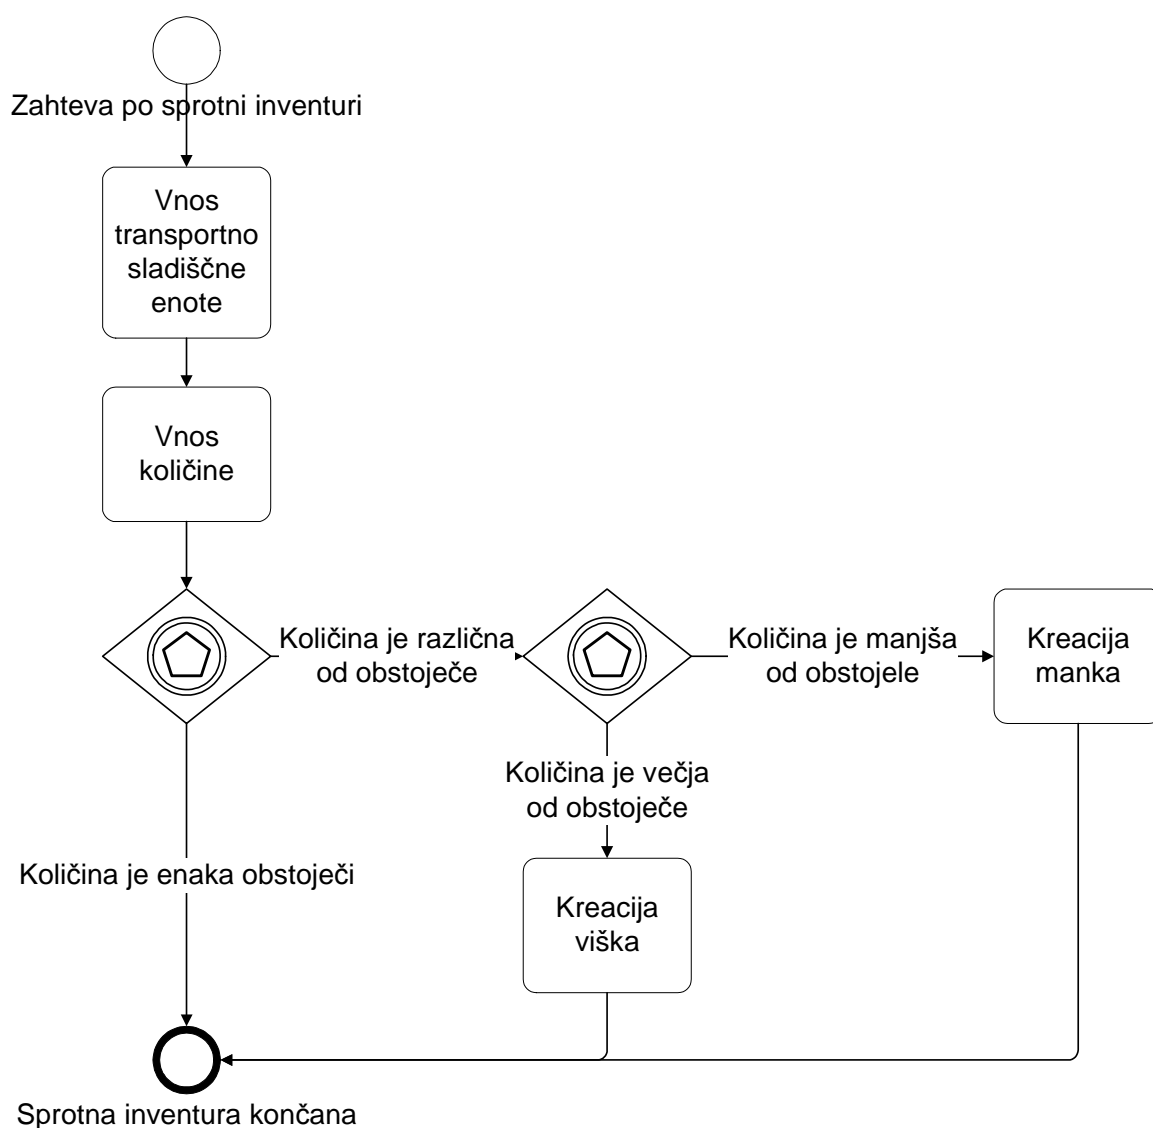 Zahteva po sprotni inventuri
Vnos
transportno
sladiščne
enote
Vnos
količine
Količina je različna
od obstoječe
Količina je manjša
od obstojele
Kreacija
manka
Količina je večja
od obstoječe
Količina je enaka obstoječi
Kreacija
viška
Sprotna inventura končana